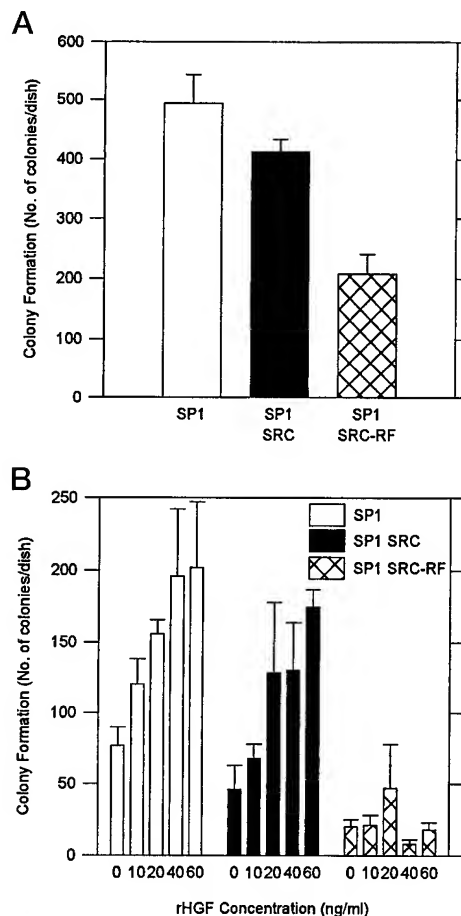 A
Colony Formation (No. of colonies/dish)
600
500
400
300
200
100
0
SP1
SP1
SRC
SP1
SRC-RF
B
Colony Formation (No. of colonies/dish)
250
200
150
100
50
0
SP1
SP1 SRC
SP1 SRC-RF
0 10 20 40 60 0 10 20 40 60 0 10 20 40 60
rHGF Concentration (ng/ml)